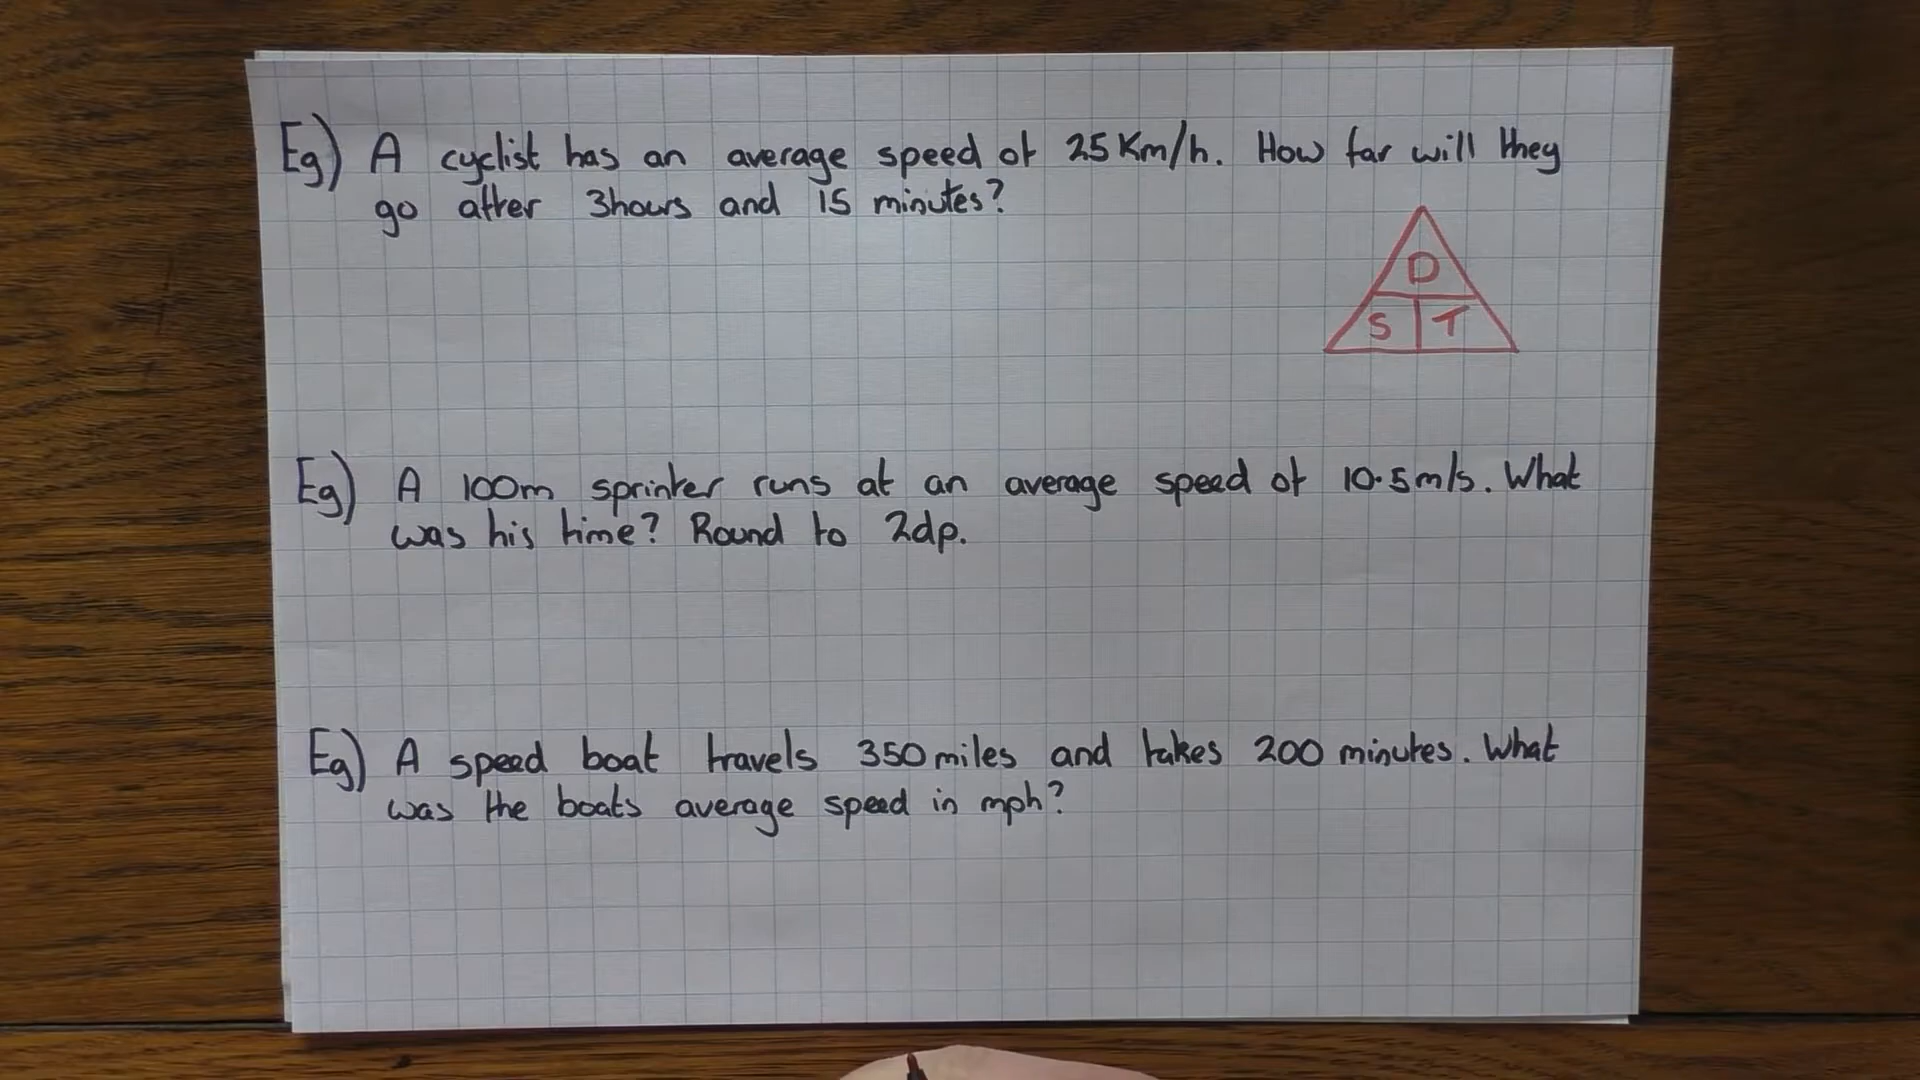 Eg) A cyclist has an average speed of 25 Km/h. How far will they
go after 3hours and 15 minutes?
D
S T
Eg) A 100m sprinter runs at an average speed of 10.5m/s. What
was his time? Round to 2dp.
Eg) A speed boat travels 350miles and takes 200 minutes. What
was the boats average speed in mph?